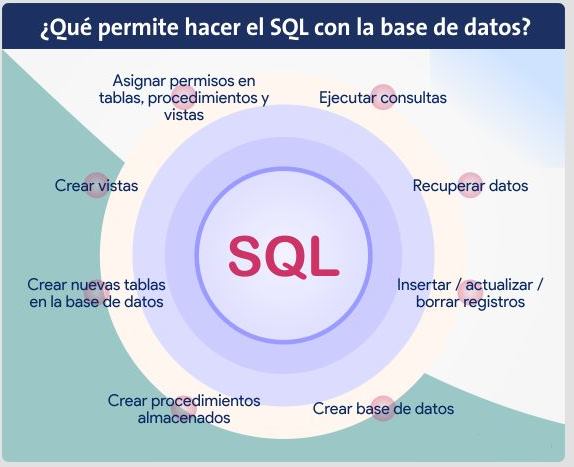 ¿Qué permite hacer el SQL con la base de datos?
Asignar permisos en
tablas, procedimientos y
vistas
Ejecutar consultas
Crear vistas
Recuperar datos
SQL
Crear nuevas tablas
en la base de datos
Insertar / actualizar /
borrar registros
Crear procedimientos
almacenados
Crear base de datos